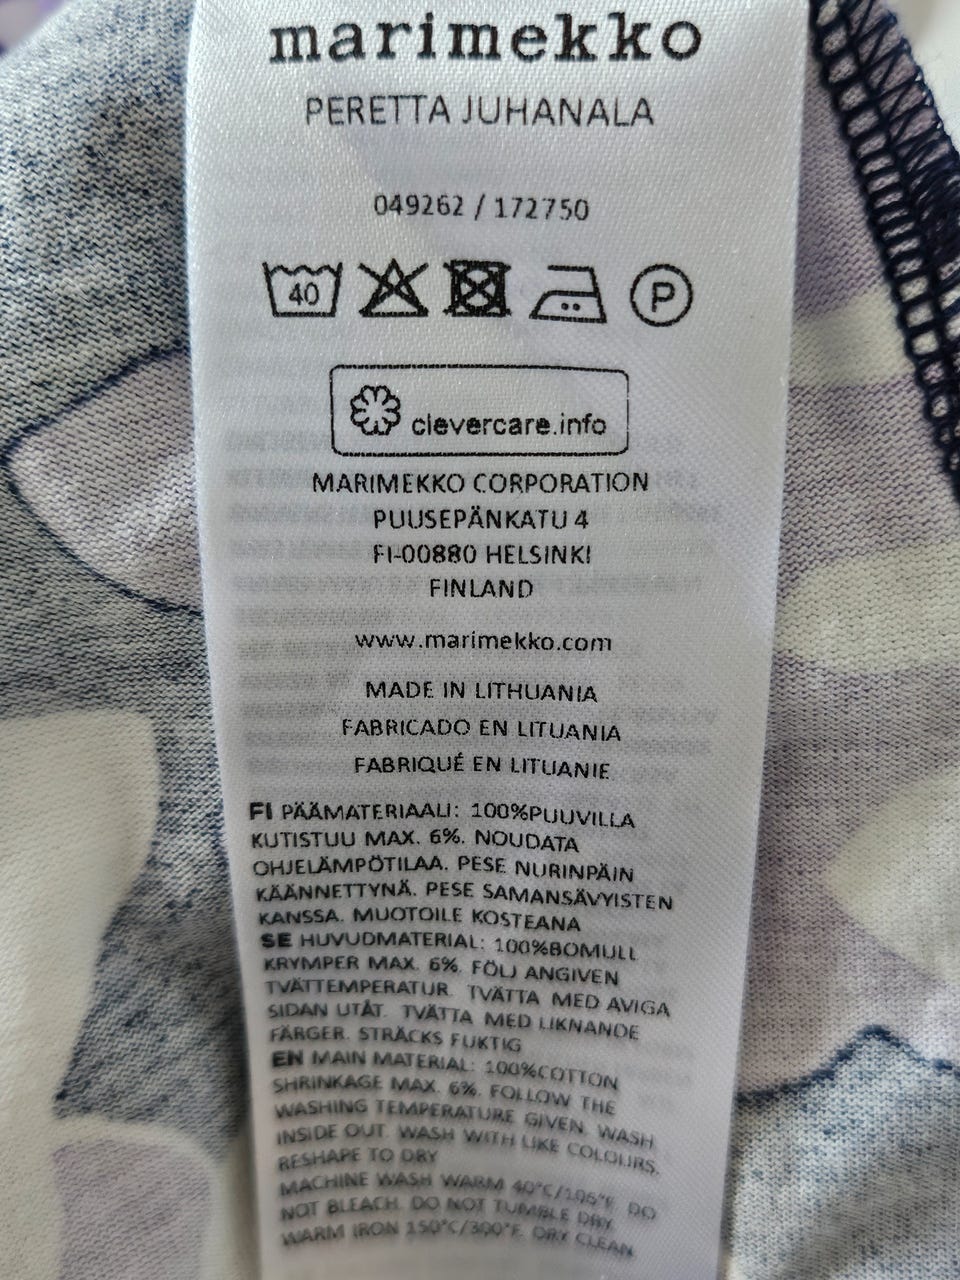 marimekko
PERETTA JUHANALA
049262 / 172750
40
P
clevercare.info
MARIMEKKO CORPORATION
PUUSEPÄNKATU 4
FI-00880 HELSINKI
FINLAND
www.marimekko.com
MADE IN LITHUANIA
FABRICADO EN LITUANIA
FABRIQUÉ EN LITUANIE
FI PÄÄMATERIAALI: 100%PUUVILLA
KUTISTUU MAX. 6%. NOUDATA
OHJELÄMPÖTILAA. PESE NURINPÄIN
KÄÄNNETTYNÄ. PESE SAMANSÄVYISTEN
KANSSA. MUOTOILE KOSTEANA
SE HUVUDMATERIAL: 100%BOMULL
KRYMPER MAX. 6%. FÖLJ ANGIVEN
TVÄTTEMPERATUR. TVÄTTA MED AVIGA
SIDAN UTÅT. TVÄTTA MED LIKNANDE
FÄRGER. STRÄCKS FUKTIG
EN MAIN MATERIAL: 100%COTTON
SHRINKAGE MAX. 6%. FOLLOW THE
WASHING TEMPERATURE GIVEN. WASH
INSIDE OUT. WASH WITH LIKE COLOURS.
RESHAPE TO DRY
MACHINE WASH WARM 40°C/105°F. DO
NOT BLEACH. DO NOT TUMBLE DRY.
WARM IRON 150°C/300°F. DRY CLEAN